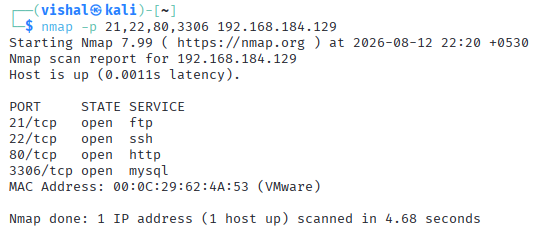 ┌──(vishal㉿kali)-[~]
└─$ nmap -p 21,22,80,3306 192.168.184.129
Starting Nmap 7.99 ( https://nmap.org ) at 2026-08-12 22:20 +0530
Nmap scan report for 192.168.184.129
Host is up (0.0011s latency).

PORT     STATE SERVICE
21/tcp   open  ftp
22/tcp   open  ssh
80/tcp   open  http
3306/tcp open  mysql
MAC Address: 00:0C:29:62:4A:53 (VMware)

Nmap done: 1 IP address (1 host up) scanned in 4.68 seconds